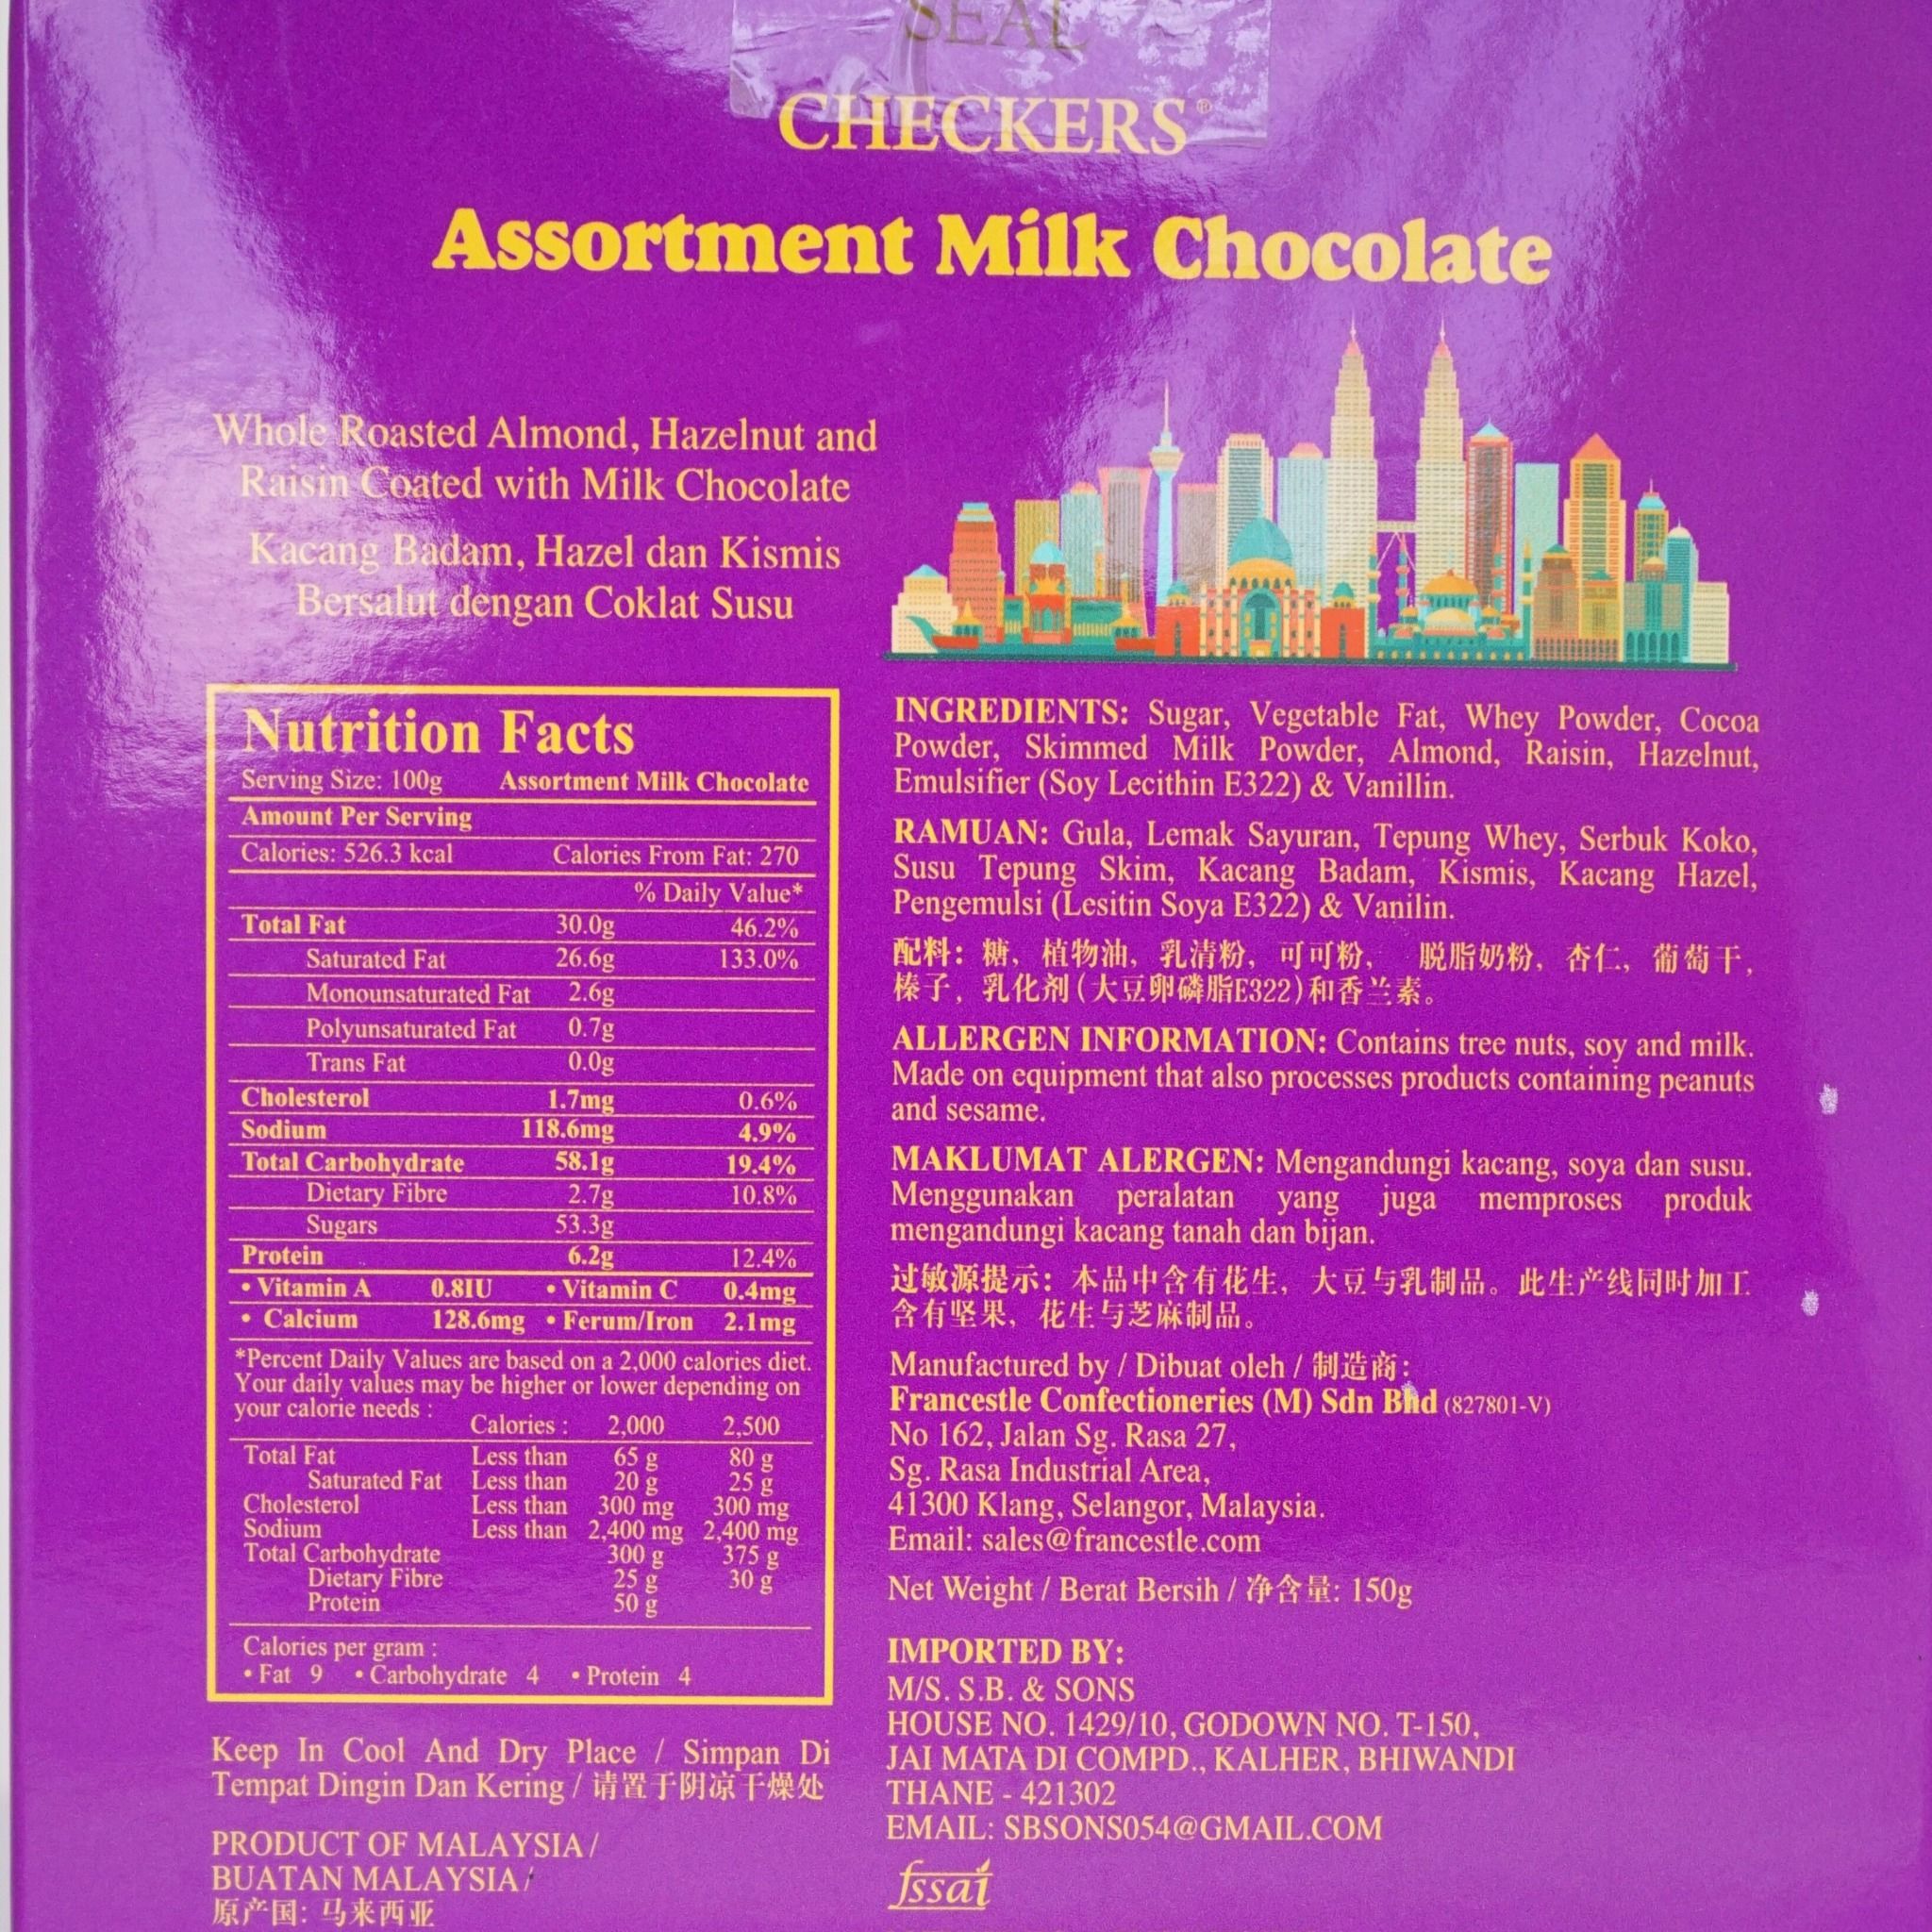 SEAL
CHECKERS®
Assortment Milk Chocolate
Whole Roasted Almond, Hazelnut and
Raisin Coated with Milk Chocolate
Kacang Badam, Hazel dan Kismis
Bersalut dengan Coklat Susu
Nutrition Facts
Serving Size: 100g Assortment Milk Chocolate
Amount Per Serving
Calories: 526.3 kcal Calories From Fat: 270
% Daily Value*
Total Fat 30.0g 46.2%
Saturated Fat 26.6g 133.0%
Monounsaturated Fat 2.6g
Polyunsaturated Fat 0.7g
Trans Fat 0.0g
Cholesterol 1.7mg 0.6%
Sodium 118.6mg 4.9%
Total Carbohydrate 58.1g 19.4%
Dietary Fibre 2.7g 10.8%
Sugars 53.3g
Protein 6.2g 12.4%
• Vitamin A 0.8IU • Vitamin C 0.4mg
• Calcium 128.6mg • Ferum/Iron 2.1mg
*Percent Daily Values are based on a 2,000 calories diet.
Your daily values may be higher or lower depending on
your calorie needs :
Calories : 2,000 2,500
Total Fat Less than 65 g 80 g
Saturated Fat Less than 20 g 25 g
Cholesterol Less than 300 mg 300 mg
Sodium Less than 2,400 mg 2,400 mg
Total Carbohydrate 300 g 375 g
Dietary Fibre 25 g 30 g
Protein 50 g
Calories per gram :
• Fat 9 • Carbohydrate 4 • Protein 4
Keep In Cool And Dry Place / Simpan Di
Tempat Dingin Dan Kering / 请置于阴凉干燥处
PRODUCT OF MALAYSIA /
BUATAN MALAYSIA /
原产国: 马来西亚
INGREDIENTS: Sugar, Vegetable Fat, Whey Powder, Cocoa
Powder, Skimmed Milk Powder, Almond, Raisin, Hazelnut,
Emulsifier (Soy Lecithin E322) & Vanillin.
RAMUAN: Gula, Lemak Sayuran, Tepung Whey, Serbuk Koko,
Susu Tepung Skim, Kacang Badam, Kismis, Kacang Hazel,
Pengemulsi (Lesitin Soya E322) & Vanilin.
配料: 糖, 植物油, 乳清粉, 可可粉, 脱脂奶粉, 杏仁, 葡萄干,
榛子, 乳化剂(大豆卵磷脂E322)和香兰素。
ALLERGEN INFORMATION: Contains tree nuts, soy and milk.
Made on equipment that also processes products containing peanuts
and sesame.
MAKLUMAT ALERGEN: Mengandungi kacang, soya dan susu.
Menggunakan peralatan yang juga memproses produk
mengandungi kacang tanah dan bijan.
过敏源提示: 本品中含有花生, 大豆与乳制品。此生产线同时加工
含有坚果, 花生与芝麻制品。
Manufactured by / Dibuat oleh / 制造商:
Francestle Confectioneries (M) Sdn Bhd (827801-V)
No 162, Jalan Sg. Rasa 27,
Sg. Rasa Industrial Area,
41300 Klang, Selangor, Malaysia.
Email: sales@francestle.com
Net Weight / Berat Bersih / 净含量: 150g
IMPORTED BY:
M/S. S.B. & SONS
HOUSE NO. 1429/10, GODOWN NO. T-150,
JAI MATA DI COMPD., KALHER, BHIWANDI
THANE - 421302
EMAIL: SBSONS054@GMAIL.COM
fssai